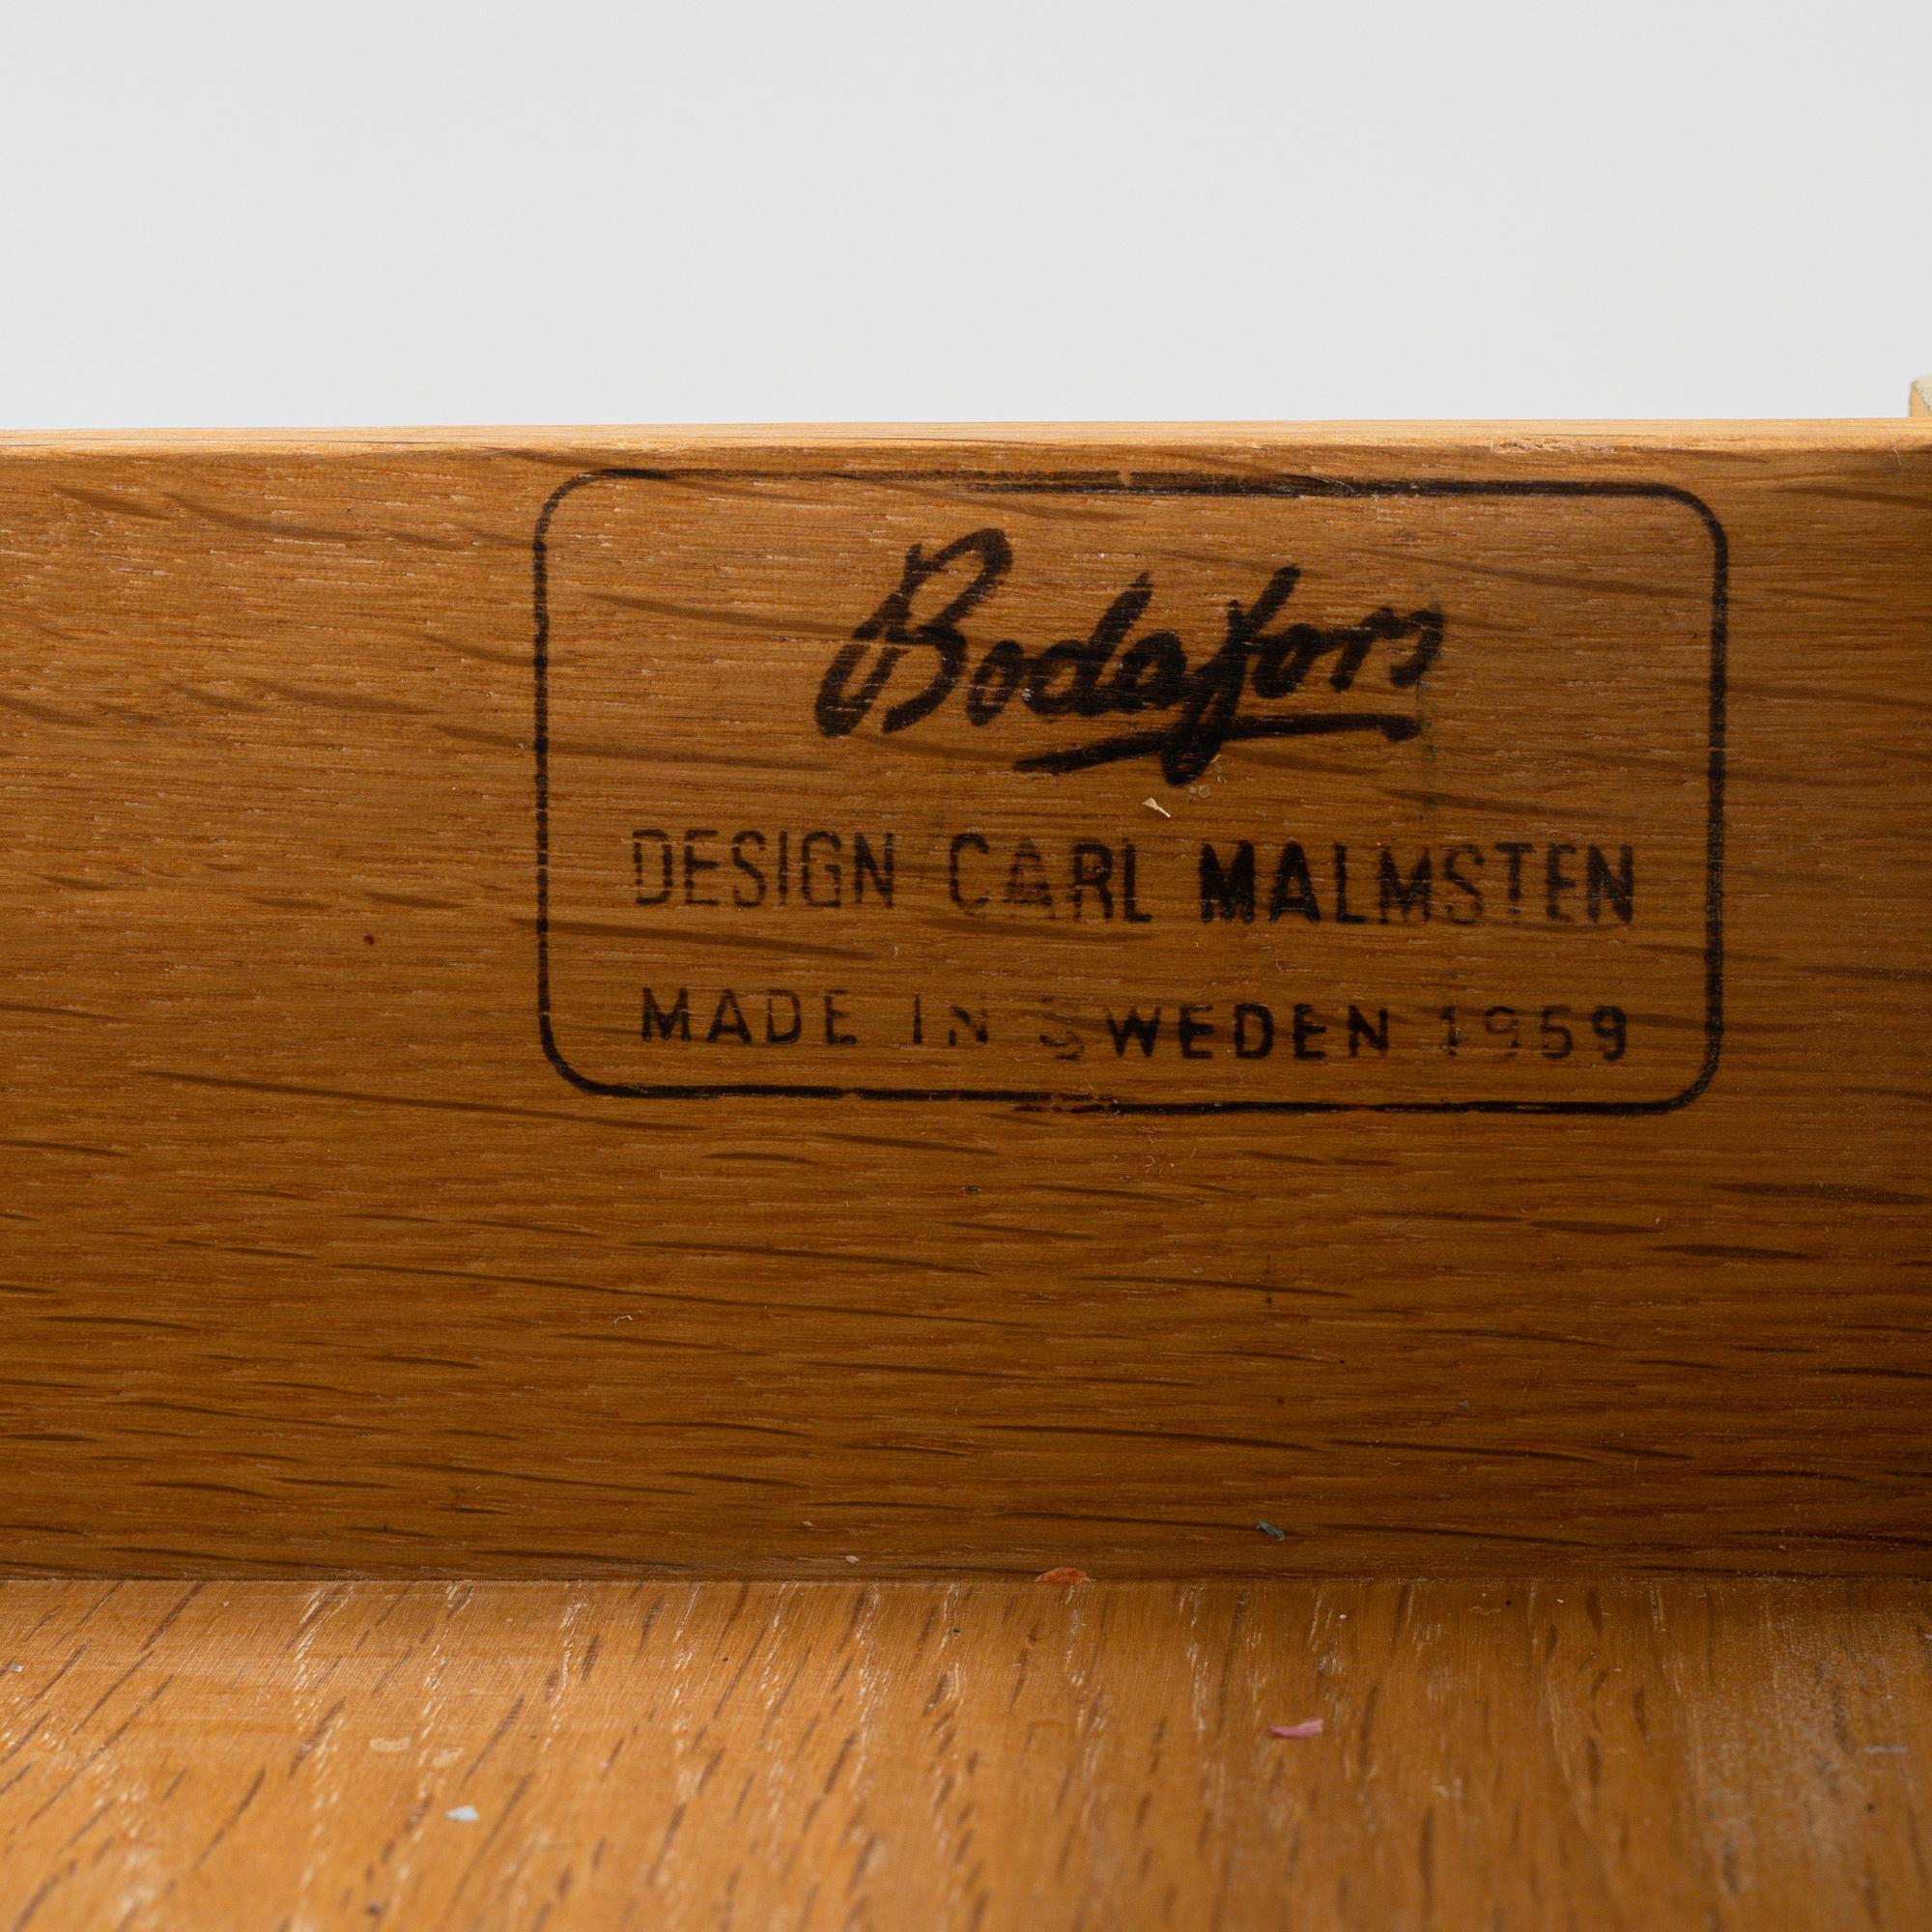 Bodafors
DESIGN CARL MALMSTEN
MADE IN SWEDEN 1959